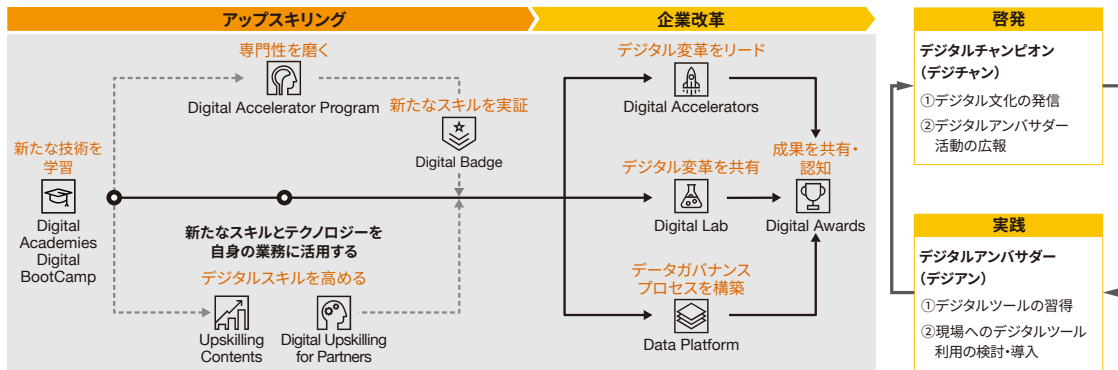 アップスキリング
企業改革
専門性を磨く
Digital Accelerator Program
新たなスキルを実証
Digital Badge
新たな技術を
学習
Digital
Academies
Digital
BootCamp
新たなスキルとテクノロジーを
自身の業務に活用する
デジタルスキルを高める
Upskilling
Contents
Digital Upskilling
for Partners
デジタル変革をリード
Digital Accelerators
デジタル変革を共有
Digital Lab
成果を共有・
認知
Digital Awards
データガバナンス
プロセスを構築
Data Platform
啓発
デジタルチャンピオン
（デジチャン）
①デジタル文化の発信
②デジタルアンバサダー
活動の広報
実践
デジタルアンバサダー
（デジアン）
①デジタルツールの習得
②現場へのデジタルツール
利用の検討・導入